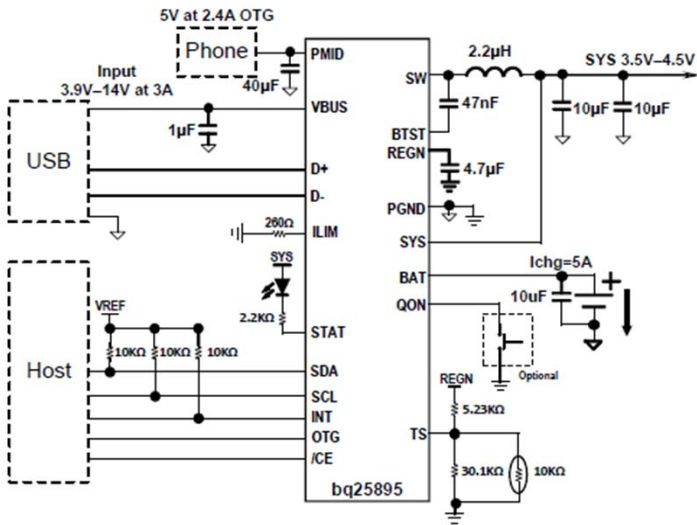 5V at 2.4A OTG
Phone
PMID
40µF
Input
3.9V–14V at 3A
VBUS
1µF
USB
D+
D-
260Ω
ILIM
SYS
2.2KΩ
STAT
VREF
10KΩ
10KΩ
10KΩ
Host
SDA
SCL
INT
OTG
/CE
bq25895
2.2µH
SYS 3.5V–4.5V
SW
47nF
10µF
10µF
BTST
REGN
4.7µF
PGND
SYS
Ichg=5A
BAT
10uF
+
QON
Optional
REGN
5.23KΩ
TS
30.1KΩ
10KΩ